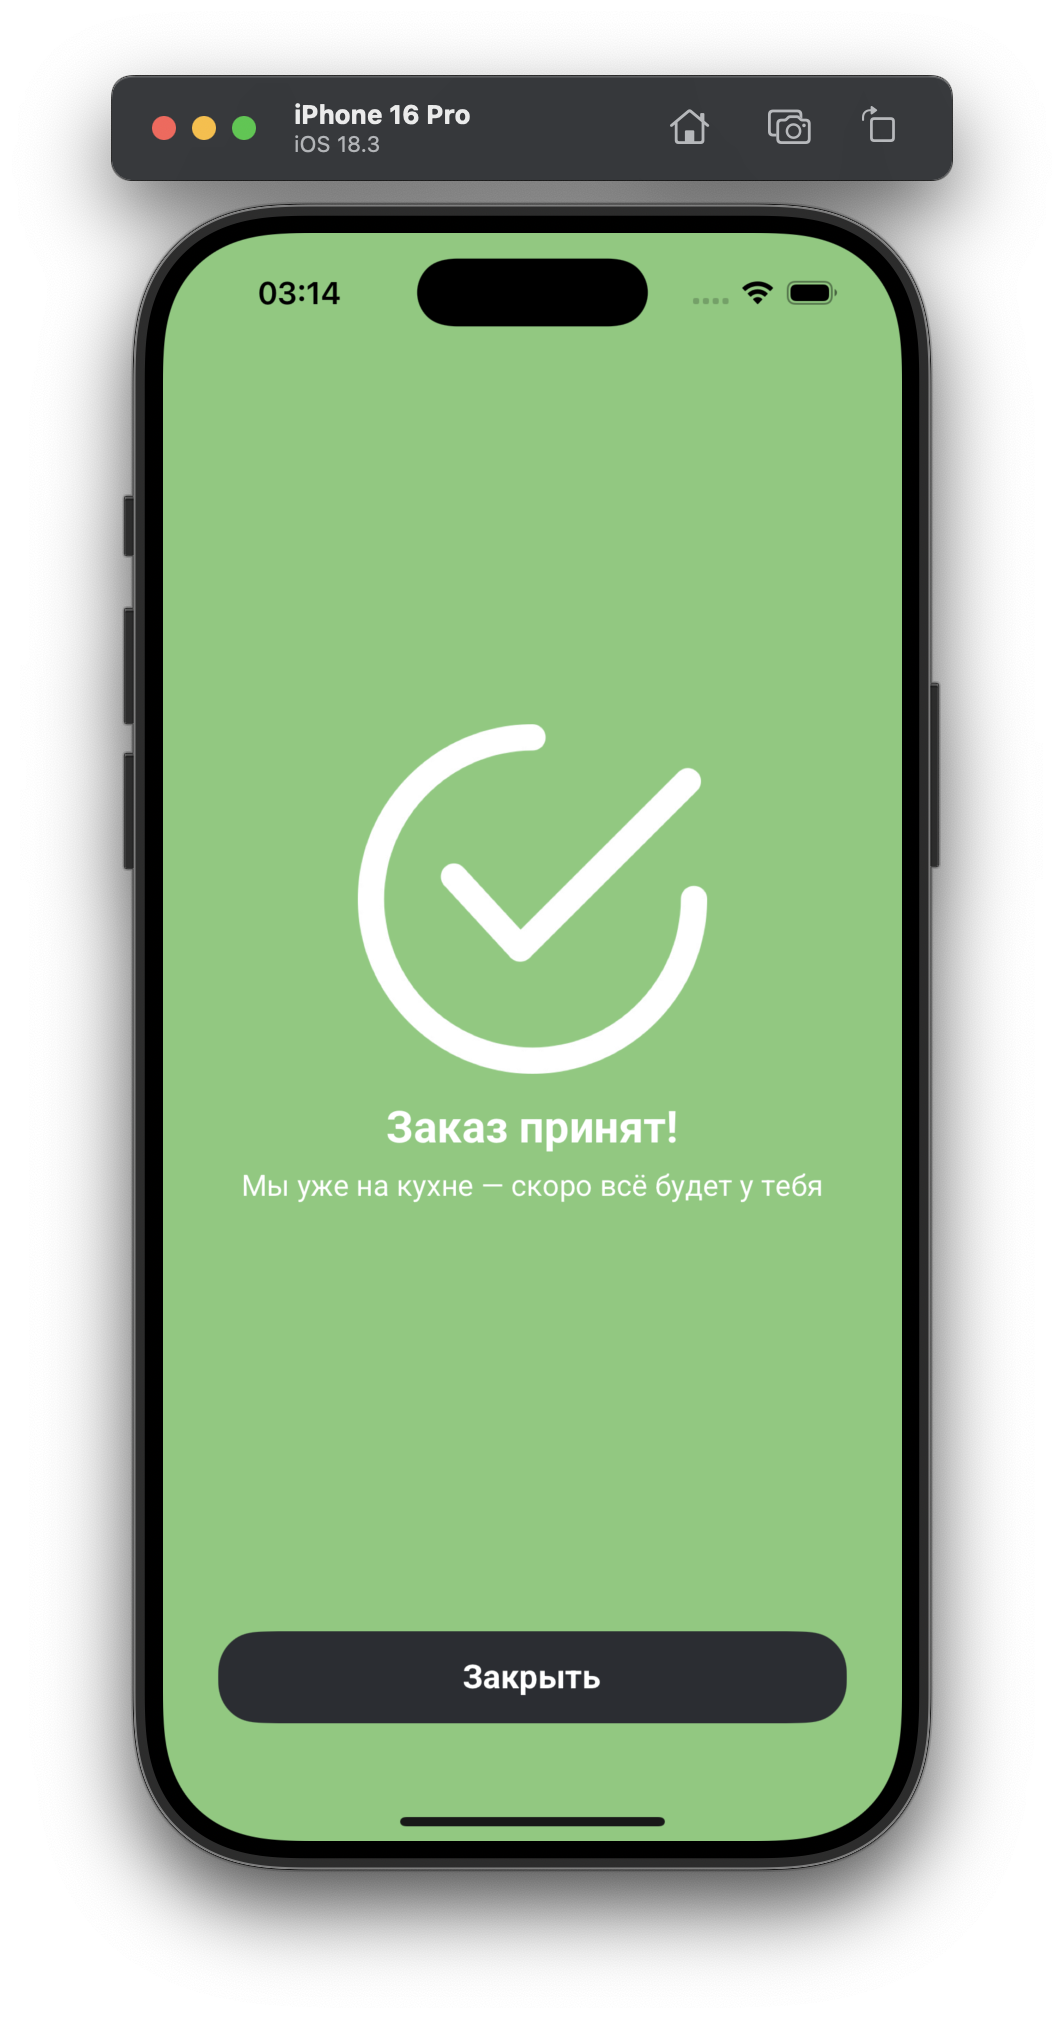 iPhone 16 Pro
iOS 18.3
03:14
Заказ принят!
Мы уже на кухне — скоро всё будет у тебя
Закрыть